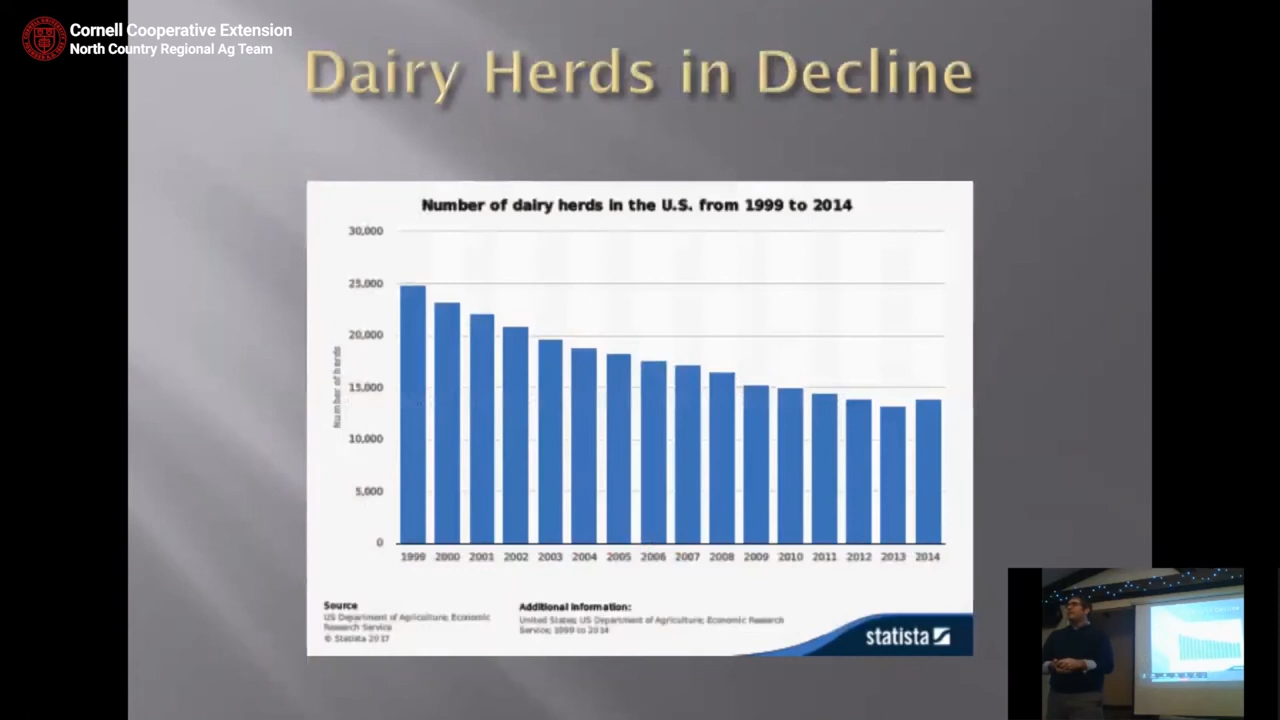 Cornell Cooperative Extension
North Country Regional Ag Team
Dairy Herds in Decline
Number of dairy herds in the U.S. from 1999 to 2014
30,000
25,000
20,000
15,000
10,000
5,000
0
Number of herds
1999 2000 2001 2002 2003 2004 2005 2006 2007 2008 2009 2010 2011 2012 2013 2014
Source
US Department of Agriculture; Economic
Research Service
© Statista 2017
Additional Information:
United States; US Department of Agriculture; Economic Research
Service; 1999 to 2014
statista